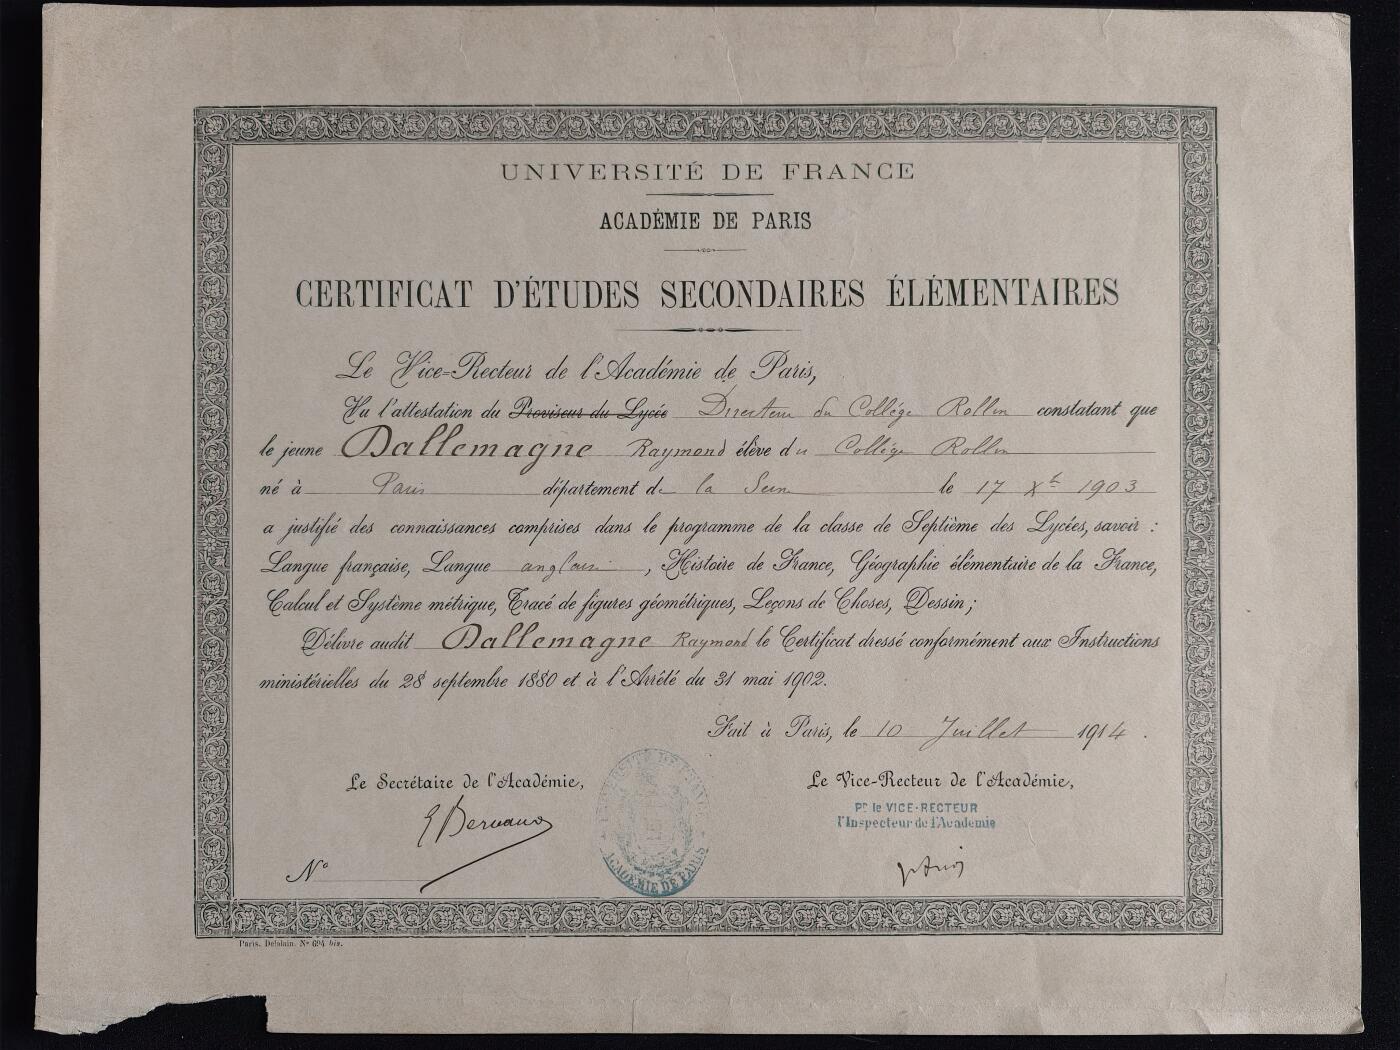 UNIVERSITÉ DE FRANCE
ACADÉMIE DE PARIS
CERTIFICAT D'ÉTUDES SECONDAIRES ÉLÉMENTAIRES
Le Vice-Recteur de l'Académie de Paris,
Vu l'attestation du Proviseur du Lycée Directeur du Collége Rollin constatant que
le jeune Dallemagne Raymond élève du Collége Rollin
né à Paris département de la Seine le 17 Xbre 1903
a justifié des connaissances comprises dans le programme de la classe de Septième des Lycées, savoir :
Langue française, Langue anglaise, Histoire de France, Géographie élémentaire de la France,
Calcul et Système métrique, Tracé de figures géométriques, Leçons de Choses, Dessin ;
Délivre audit Dallemagne Raymond le Certificat dressé conformément aux Instructions
ministérielles du 28 septembre 1880 et à l'Arrêté du 31 mai 1902.
Fait à Paris, le 10 Juillet 1914.
Le Secrétaire de l'Académie,
Le Vice-Recteur de l'Académie,
Pr le VICE-RECTEUR
l'Inspecteur de l'Académie
UNIVERSITÉ DE FRANCE
ACADÉMIE DE PARIS
N°
Paris. Delalain. N° 694 bis.